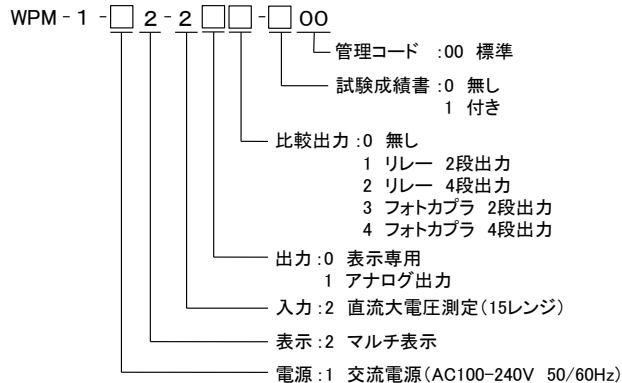 WPM-1-□2-2□□-□00
管理コード :00 標準
試験成績書:0 無し
1 付き
比較出力:0 無し
1 リレー 2段出力
2 リレー 4段出力
3 フォトカプラ 2段出力
4 フォトカプラ 4段出力
出力:0 表示専用
1 アナログ出力
入力:2 直流大電圧測定(15レンジ)
表示:2 マルチ表示
電源:1 交流電源(AC100-240V 50/60Hz)